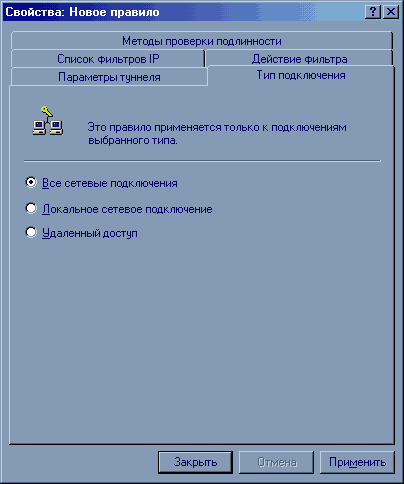 Свойства: Новое правило
Методы проверки подлинности
Список фильтров IP
Действие фильтра
Параметры туннеля
Тип подключения
Это правило применяется только к подключениям
выбранного типа.
Все сетевые подключения
Локальное сетевое подключение
Удаленный доступ
Закрыть
Отмена
Применить